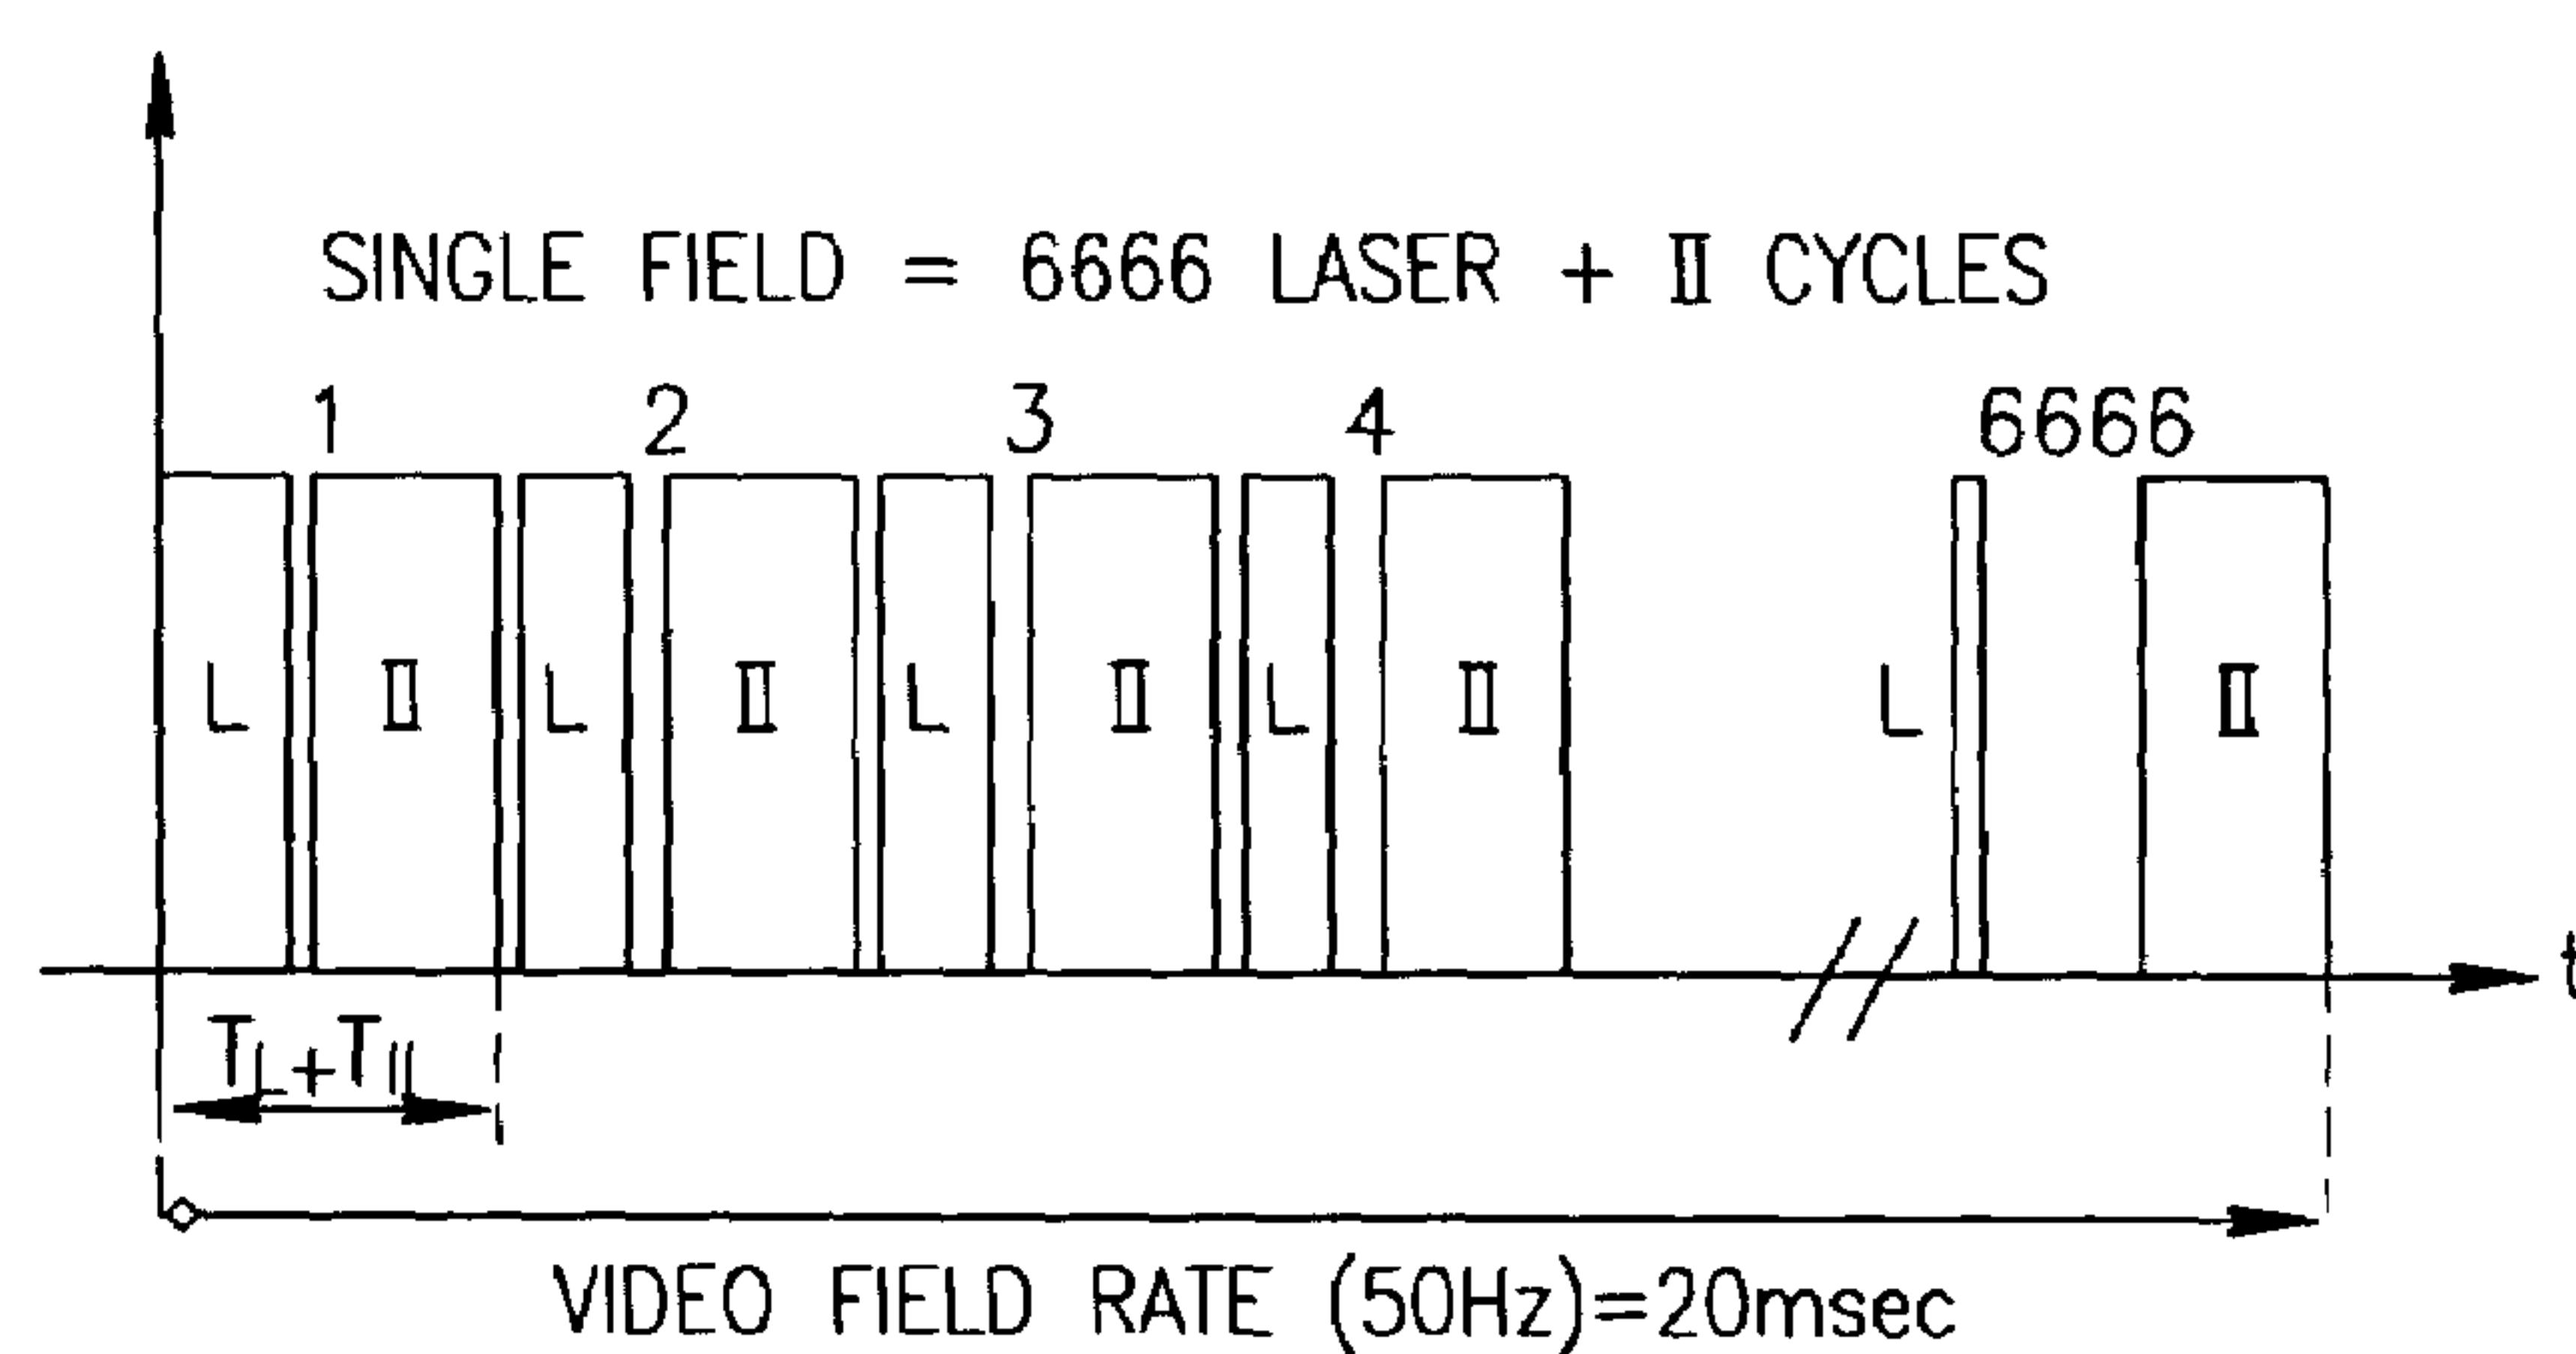 SINGLE FIELD = 6666 LASER + II CYCLES
1 2 3 4 6666
L II L II L II L II L II
t
TL+TII
VIDEO FIELD RATE (50Hz)=20msec